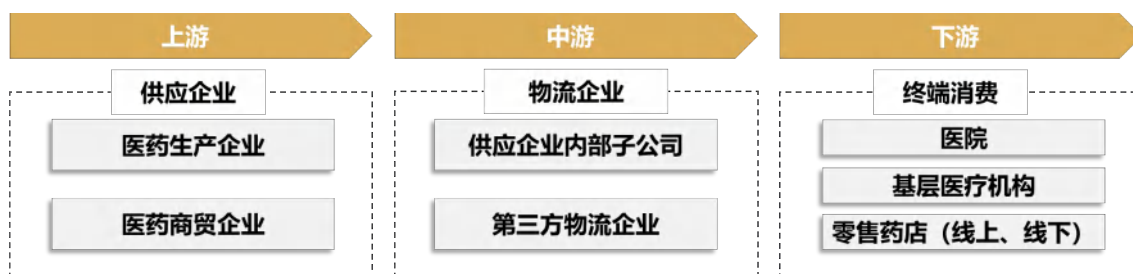 上游
中游
下游
供应企业
物流企业
终端消费
医药生产企业
供应企业内部子公司
医院
基层医疗机构
医药商贸企业
第三方物流企业
零售药店（线上、线下）